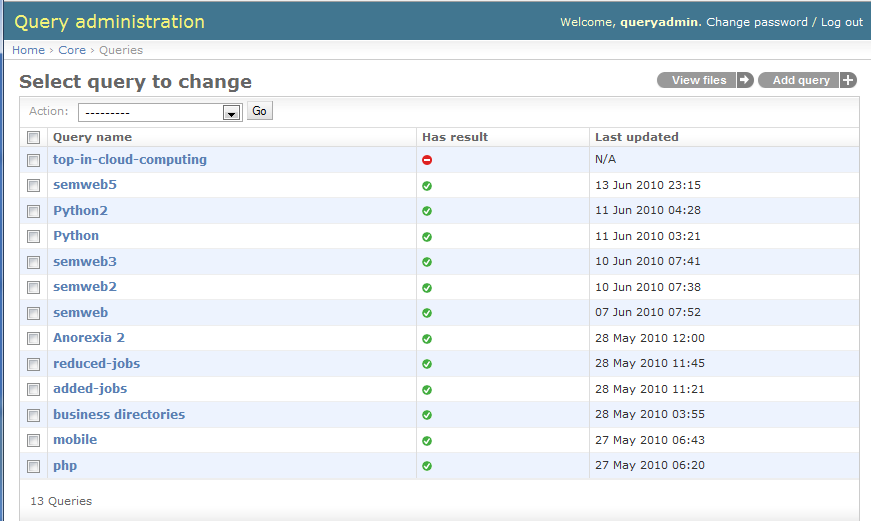 Query administration
Welcome, queryadmin. Change password / Log out
Home › Core › Queries
Select query to change
View files
Add query
Action: --------- Go
Query name Has result Last updated
top-in-cloud-computing N/A
semweb5 13 Jun 2010 23:15
Python2 11 Jun 2010 04:28
Python 11 Jun 2010 03:21
semweb3 10 Jun 2010 07:41
semweb2 10 Jun 2010 07:38
semweb 07 Jun 2010 07:52
Anorexia 2 28 May 2010 12:00
reduced-jobs 28 May 2010 11:45
added-jobs 28 May 2010 11:21
business directories 28 May 2010 03:55
mobile 27 May 2010 06:43
php 27 May 2010 06:20
13 Queries